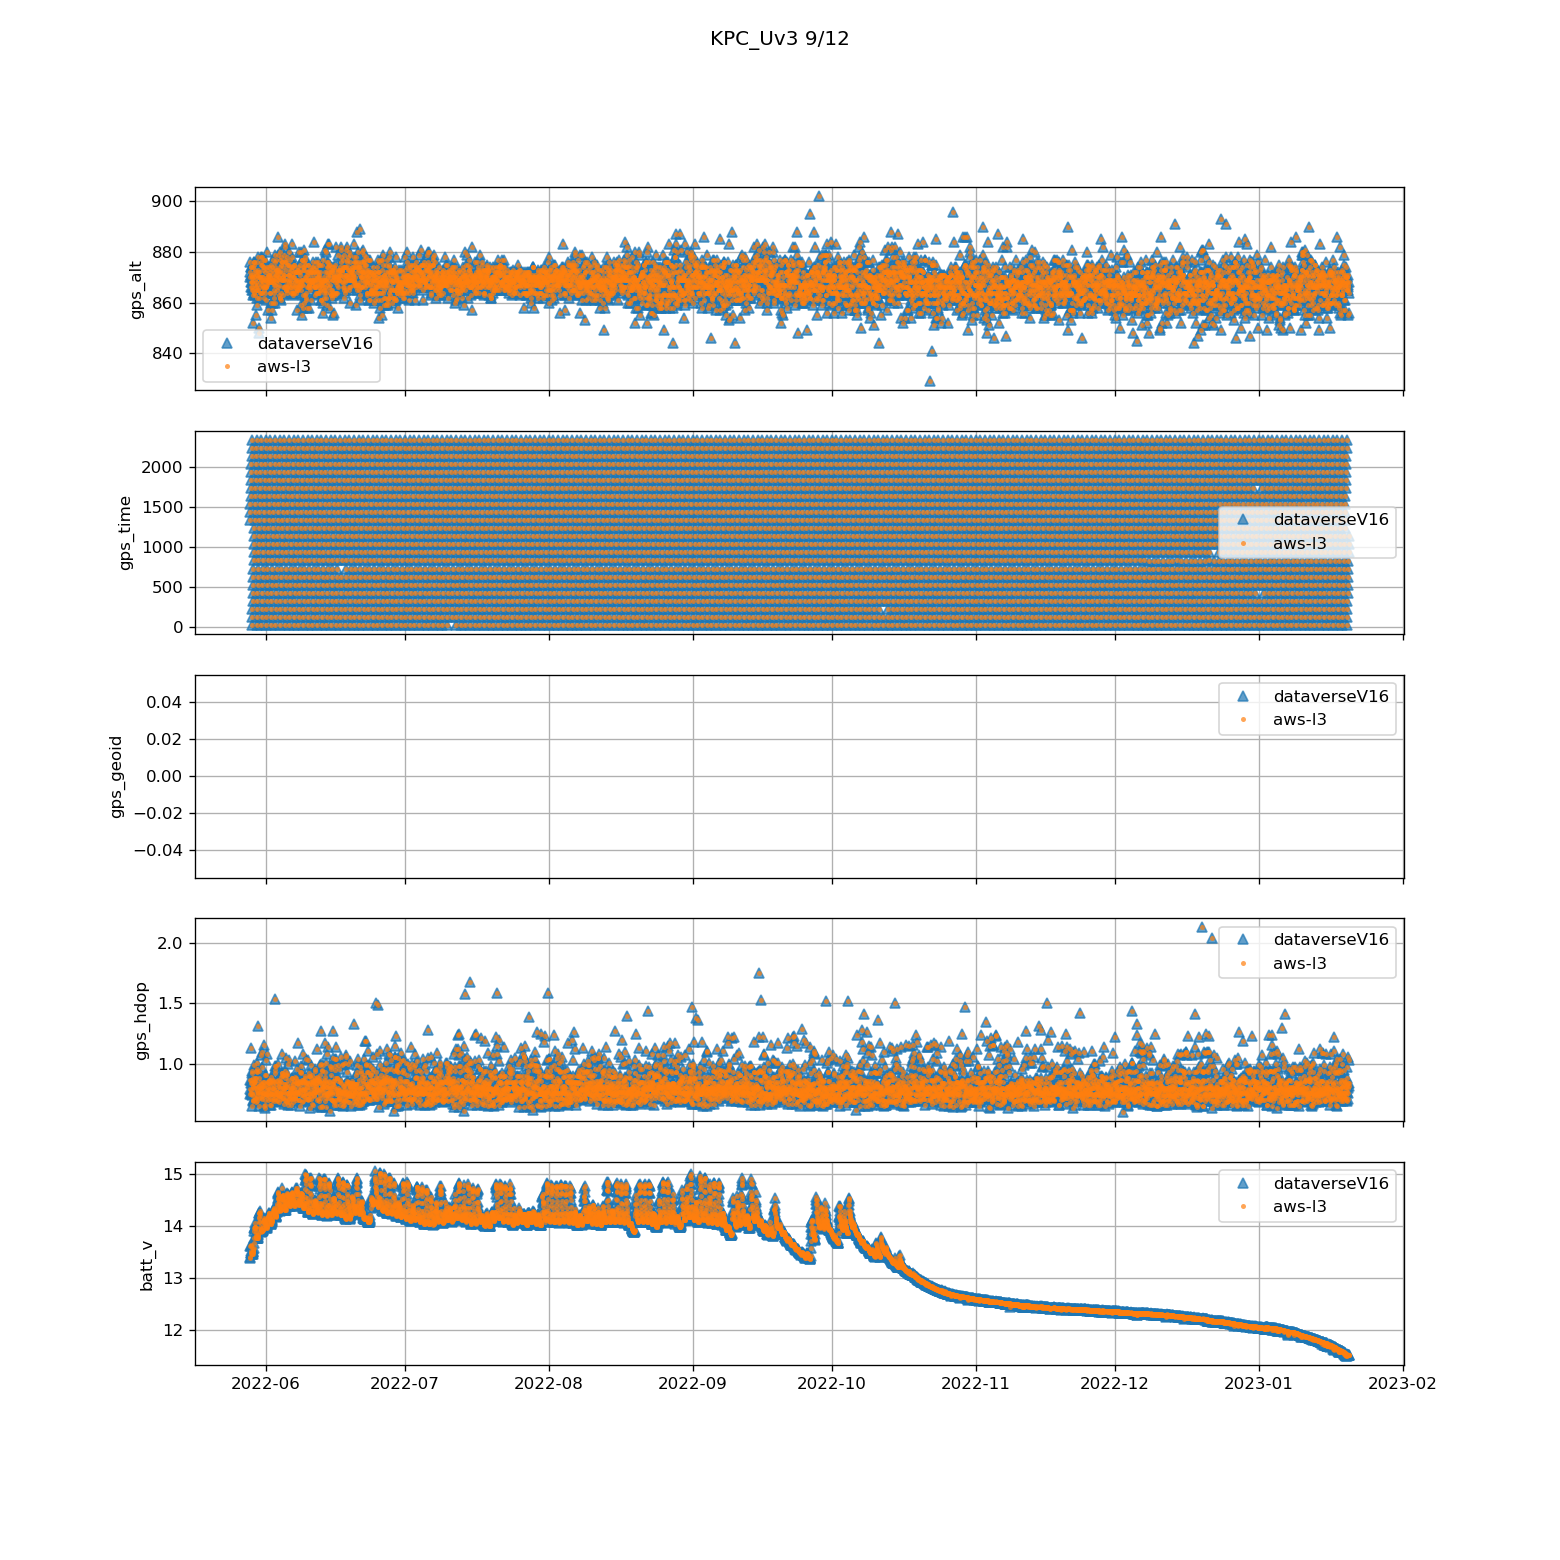 KPC_Uv3 9/12
900
880
860
840
gps_alt
dataverseV16
aws-l3
2000
1500
1000
500
0
gps_time
dataverseV16
aws-l3
0.04
0.02
0.00
−0.02
−0.04
gps_geoid
dataverseV16
aws-l3
2.0
1.5
1.0
gps_hdop
dataverseV16
aws-l3
15
14
13
12
batt_v
dataverseV16
aws-l3
2022-06 2022-07 2022-08 2022-09 2022-10 2022-11 2022-12 2023-01 2023-02